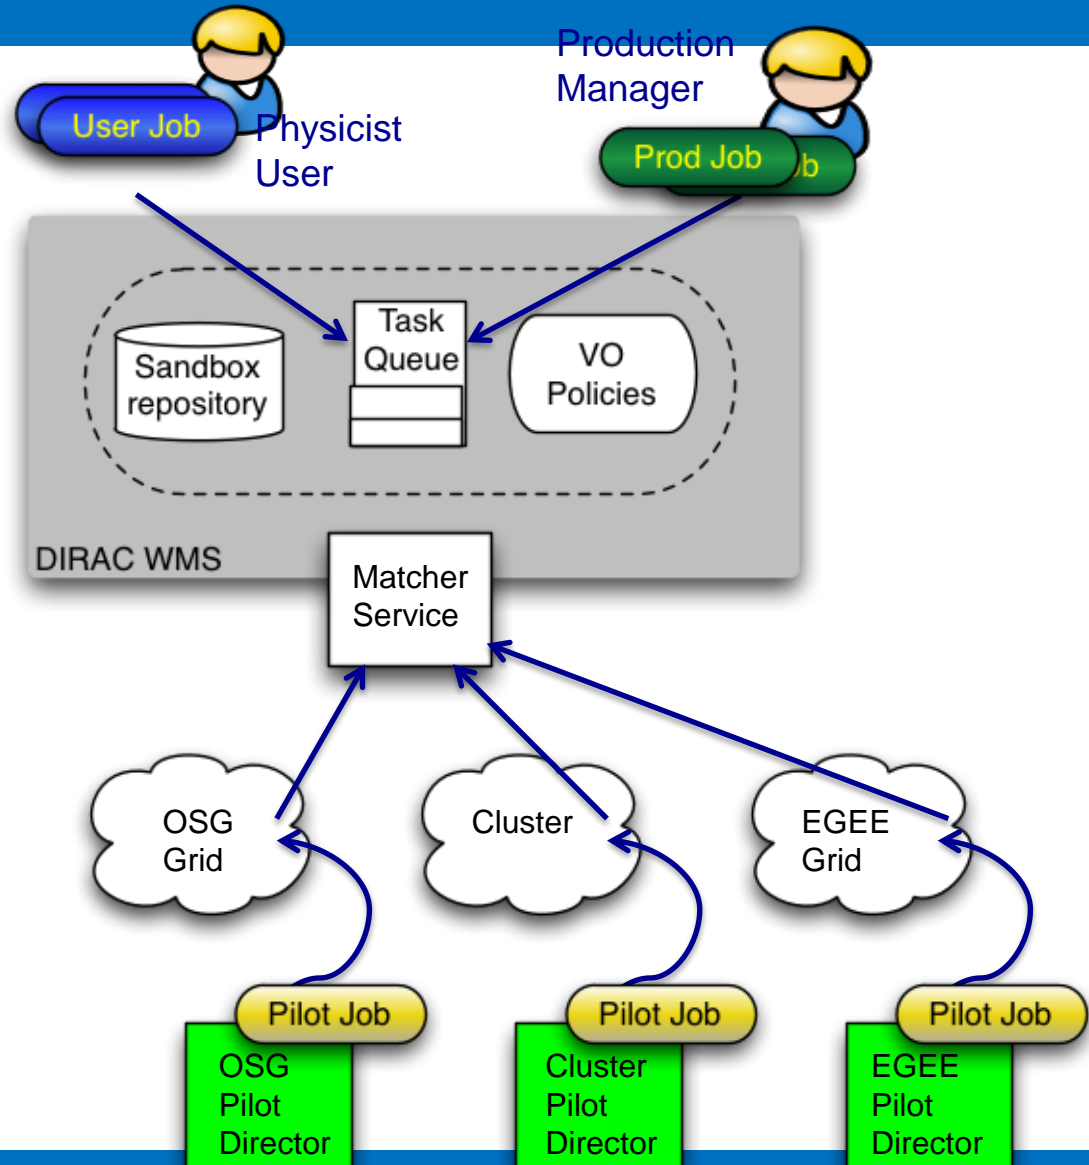 Production
Manager
User Job
Physicist
User
Prod Job
Job
Task
Queue
Sandbox
repository
VO
Policies
DIRAC WMS
Matcher
Service
OSG
Grid
Cluster
EGEE
Grid
Pilot Job
Pilot Job
Pilot Job
OSG
Pilot
Director
Cluster
Pilot
Director
EGEE
Pilot
Director